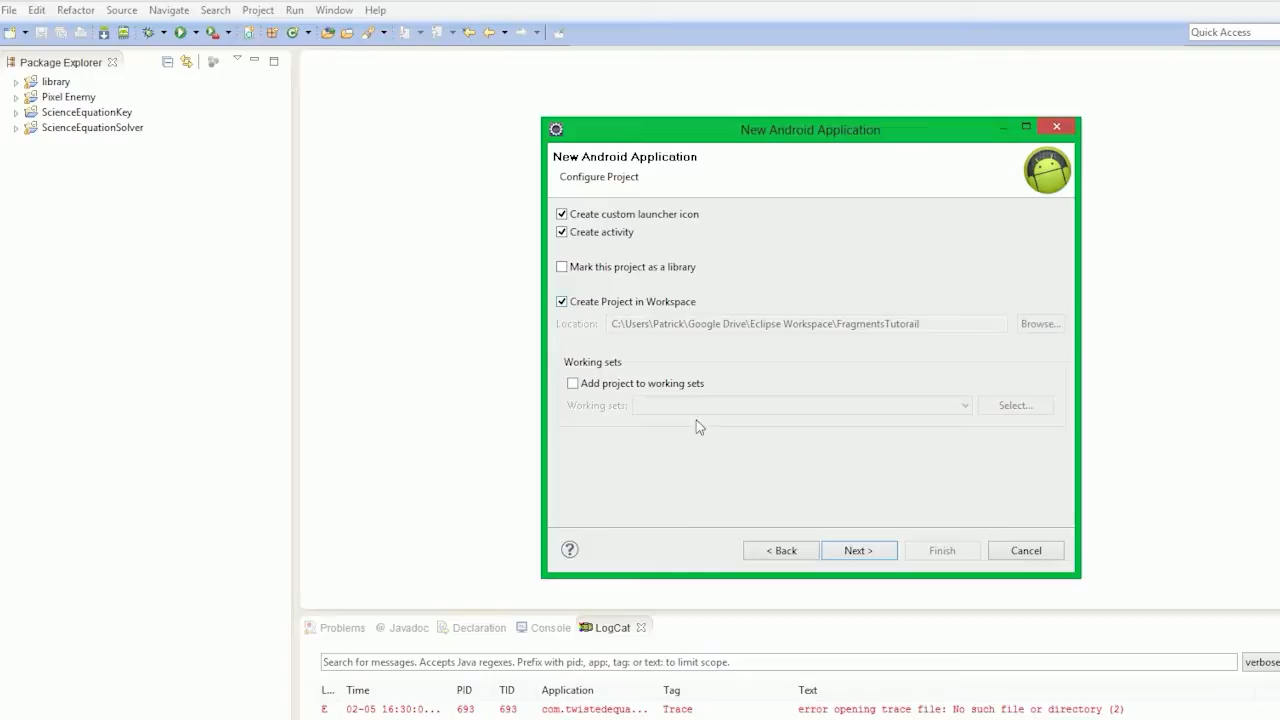 File Edit Refactor Source Navigate Search Project Run Window Help
Quick Access
Package Explorer
library
Pixel Enemy
ScienceEquationKey
ScienceEquationSolver
New Android Application
New Android Application
Configure Project
Create custom launcher icon
Create activity
Mark this project as a library
Create Project in Workspace
Location: C:\Users\Patrick\Google Drive\Eclipse Workspace\FragmentsTutorail Browse...
Working sets
Add project to working sets
Working sets: Select...
? < Back Next > Finish Cancel
Problems @ Javadoc Declaration Console LogCat
Search for messages. Accepts Java regexes. Prefix with pid:, app:, tag: or text: to limit scope. verbose
L... Time PID TID Application Tag Text
E 02-05 16:30:0... 693 693 com.twistedequa... Trace error opening trace file: No such file or directory (2)